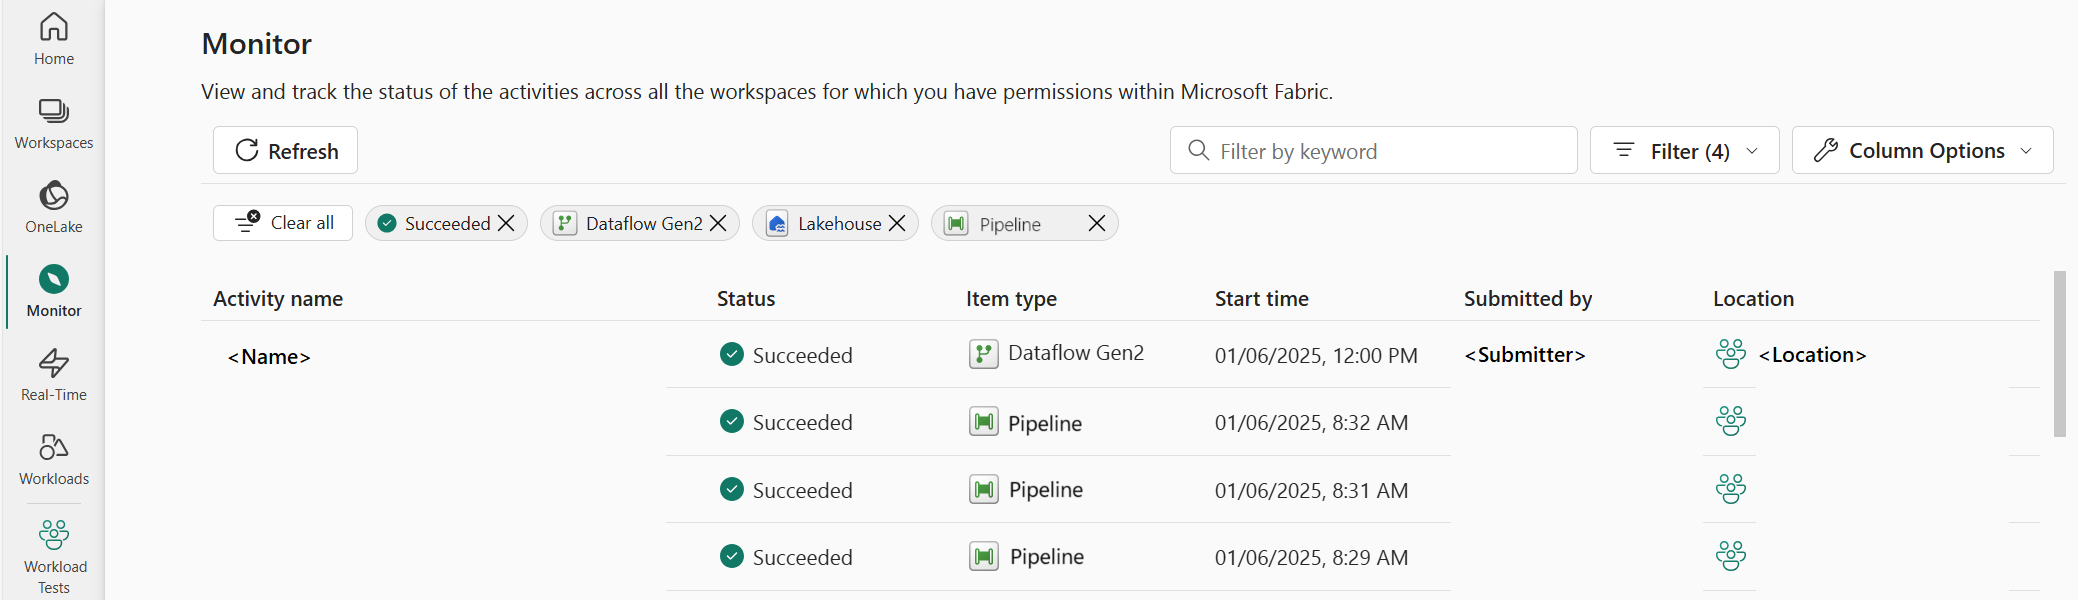 Home
Workspaces
OneLake
Monitor
Real-Time
Workloads
Workload
Tests
Monitor
View and track the status of the activities across all the workspaces for which you have permissions within Microsoft Fabric.
Refresh
Filter by keyword
Filter (4)
Column Options
Clear all
Succeeded
Dataflow Gen2
Lakehouse
Pipeline
Activity name Status Item type Start time Submitted by Location
<Name> Succeeded Dataflow Gen2 01/06/2025, 12:00 PM <Submitter> <Location>
Succeeded Pipeline 01/06/2025, 8:32 AM
Succeeded Pipeline 01/06/2025, 8:31 AM
Succeeded Pipeline 01/06/2025, 8:29 AM